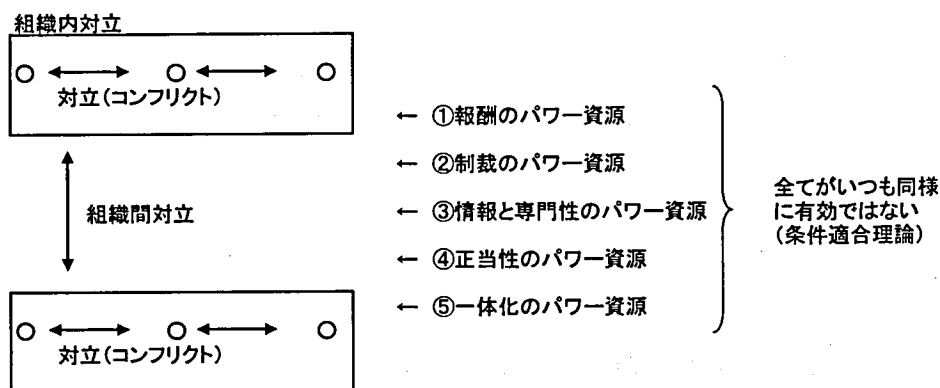 組織内対立
対立(コンフリクト)
← ①報酬のパワー資源
← ②制裁のパワー資源
組織間対立
← ③情報と専門性のパワー資源
← ④正当性のパワー資源
← ⑤一体化のパワー資源
全てがいつも同様
に有効ではない
(条件適合理論)
対立(コンフリクト)